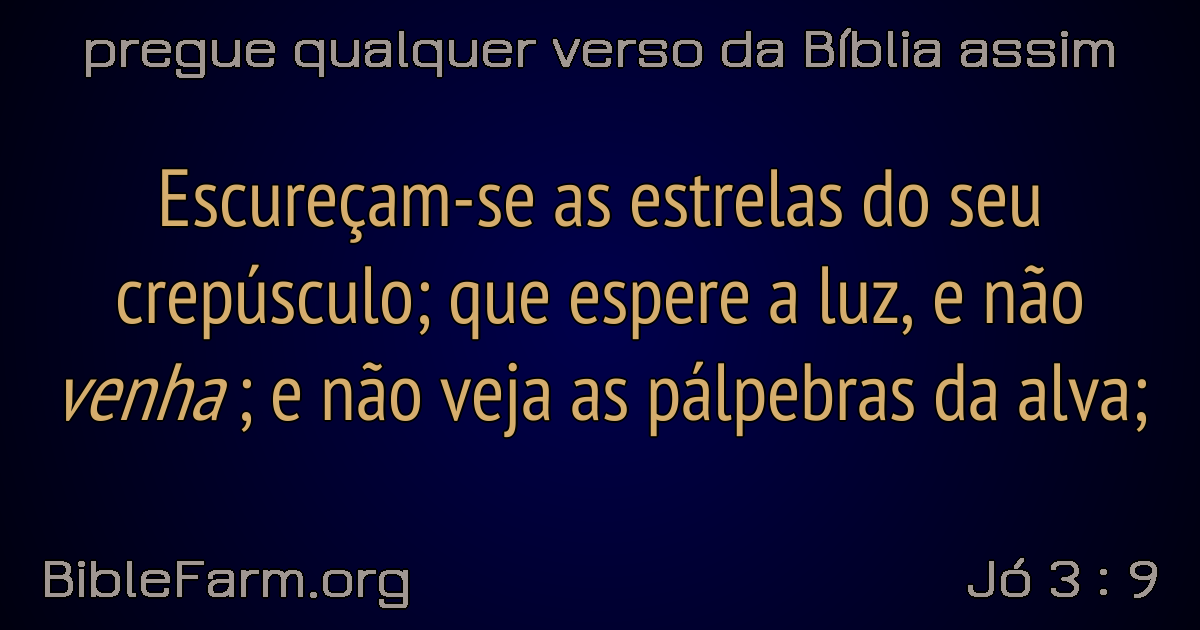 pregue qualquer verso da Bíblia assim
Escureçam-se as estrelas do seu
crepúsculo; que espere a luz, e não
venha ; e não veja as pálpebras da alva;
BibleFarm.org
Jó 3 : 9